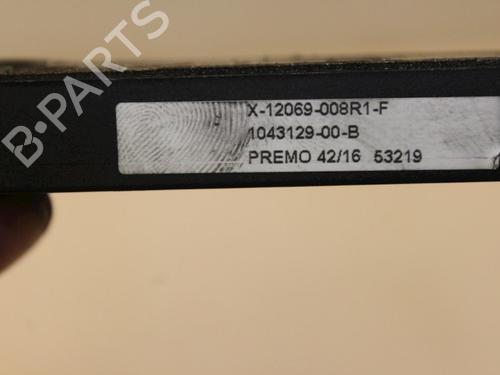 B-PARTS
X-12069-008R1-F
1043129-00-B
PREMO 42/16 53219